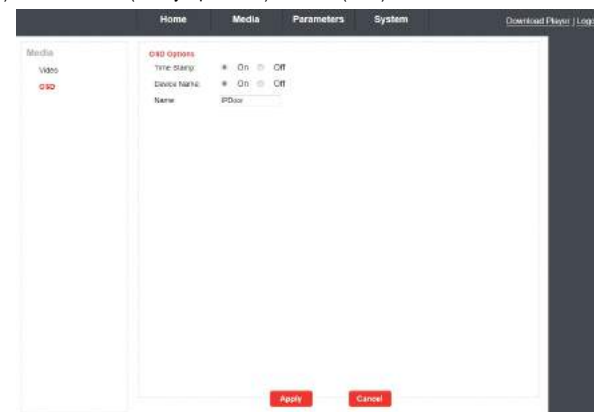 Home Media Parameters System Download Player | Logo
Media
Video
OSD
OSD Options
Time Stamp: On Off
Device Name: On Off
Name IPDoor
Apply Cancel